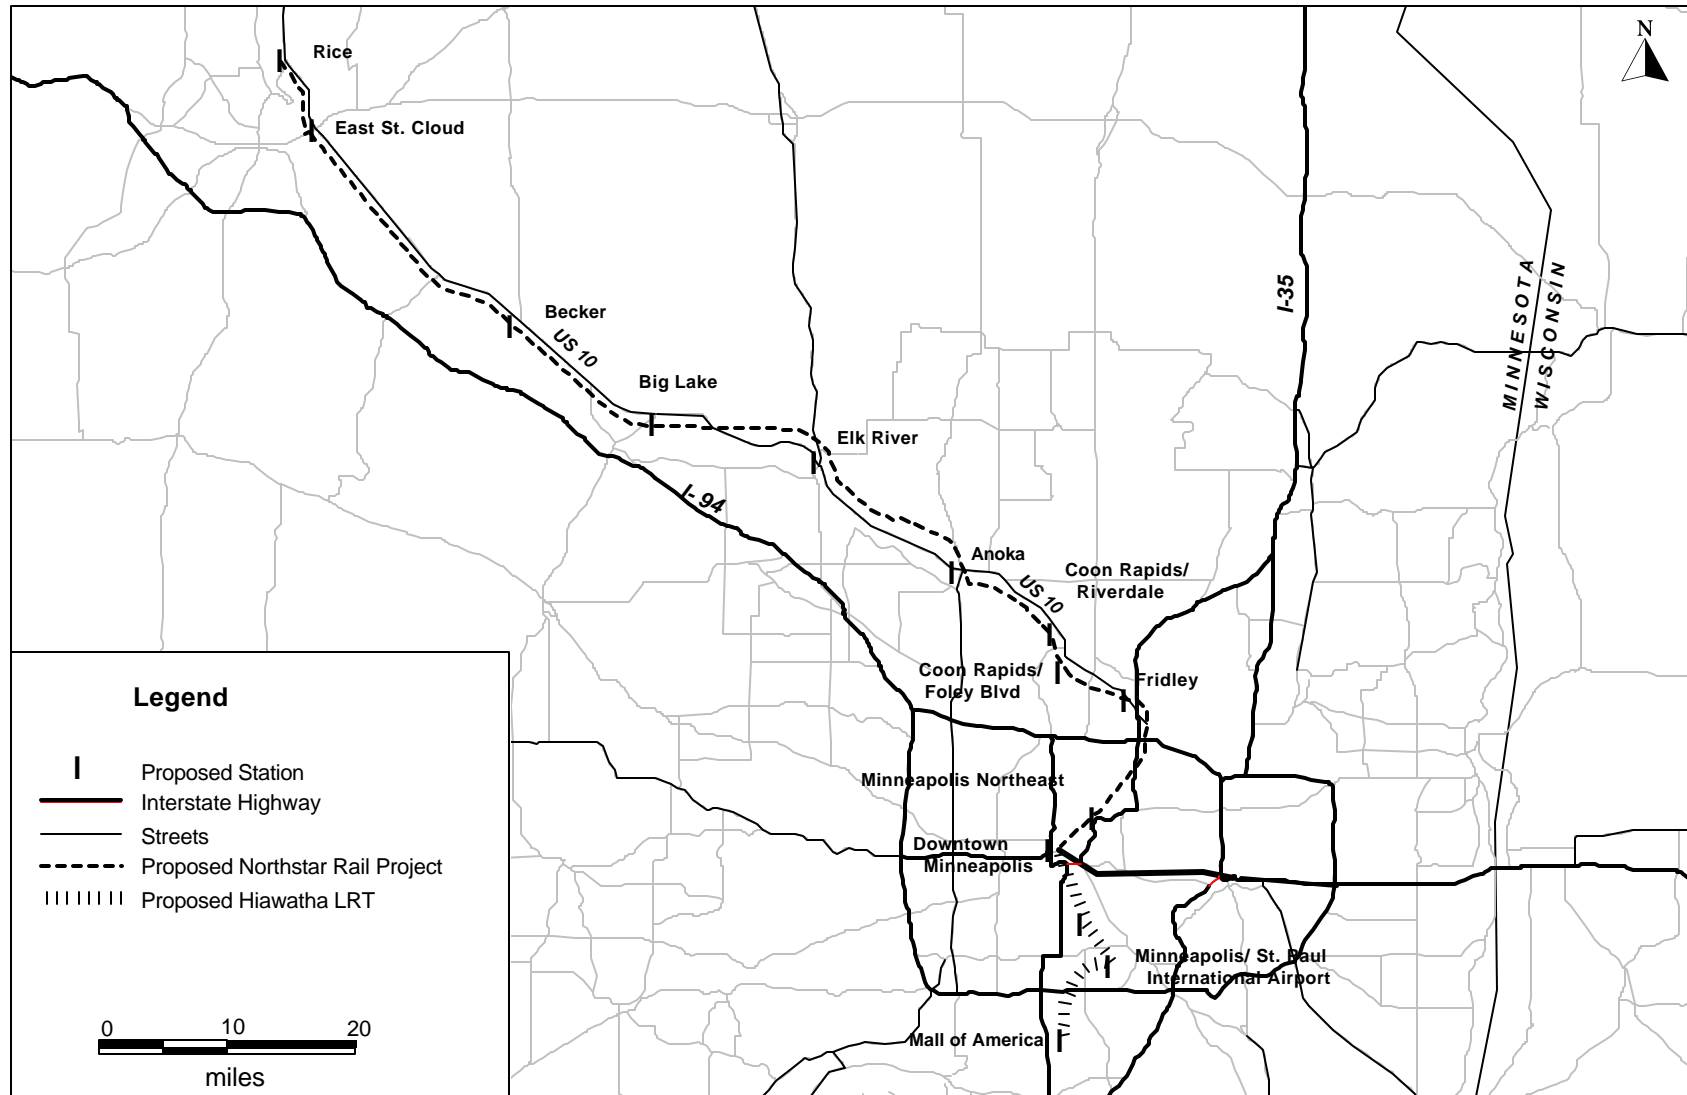 N
Rice
East St. Cloud
Becker
US 10
Big Lake
Elk River
I-35
MINNESOTA
WISCONSIN
I- 94
Anoka
US 10
Coon Rapids/
Riverdale
Coon Rapids/
Foley Blvd
Fridley
Minneapolis Northeast
Downtown
Minneapolis
Minneapolis/ St. Paul
International Airport
Mall of America
Legend
Proposed Station
Interstate Highway
Streets
Proposed Northstar Rail Project
Proposed Hiawatha LRT
0 10 20
miles